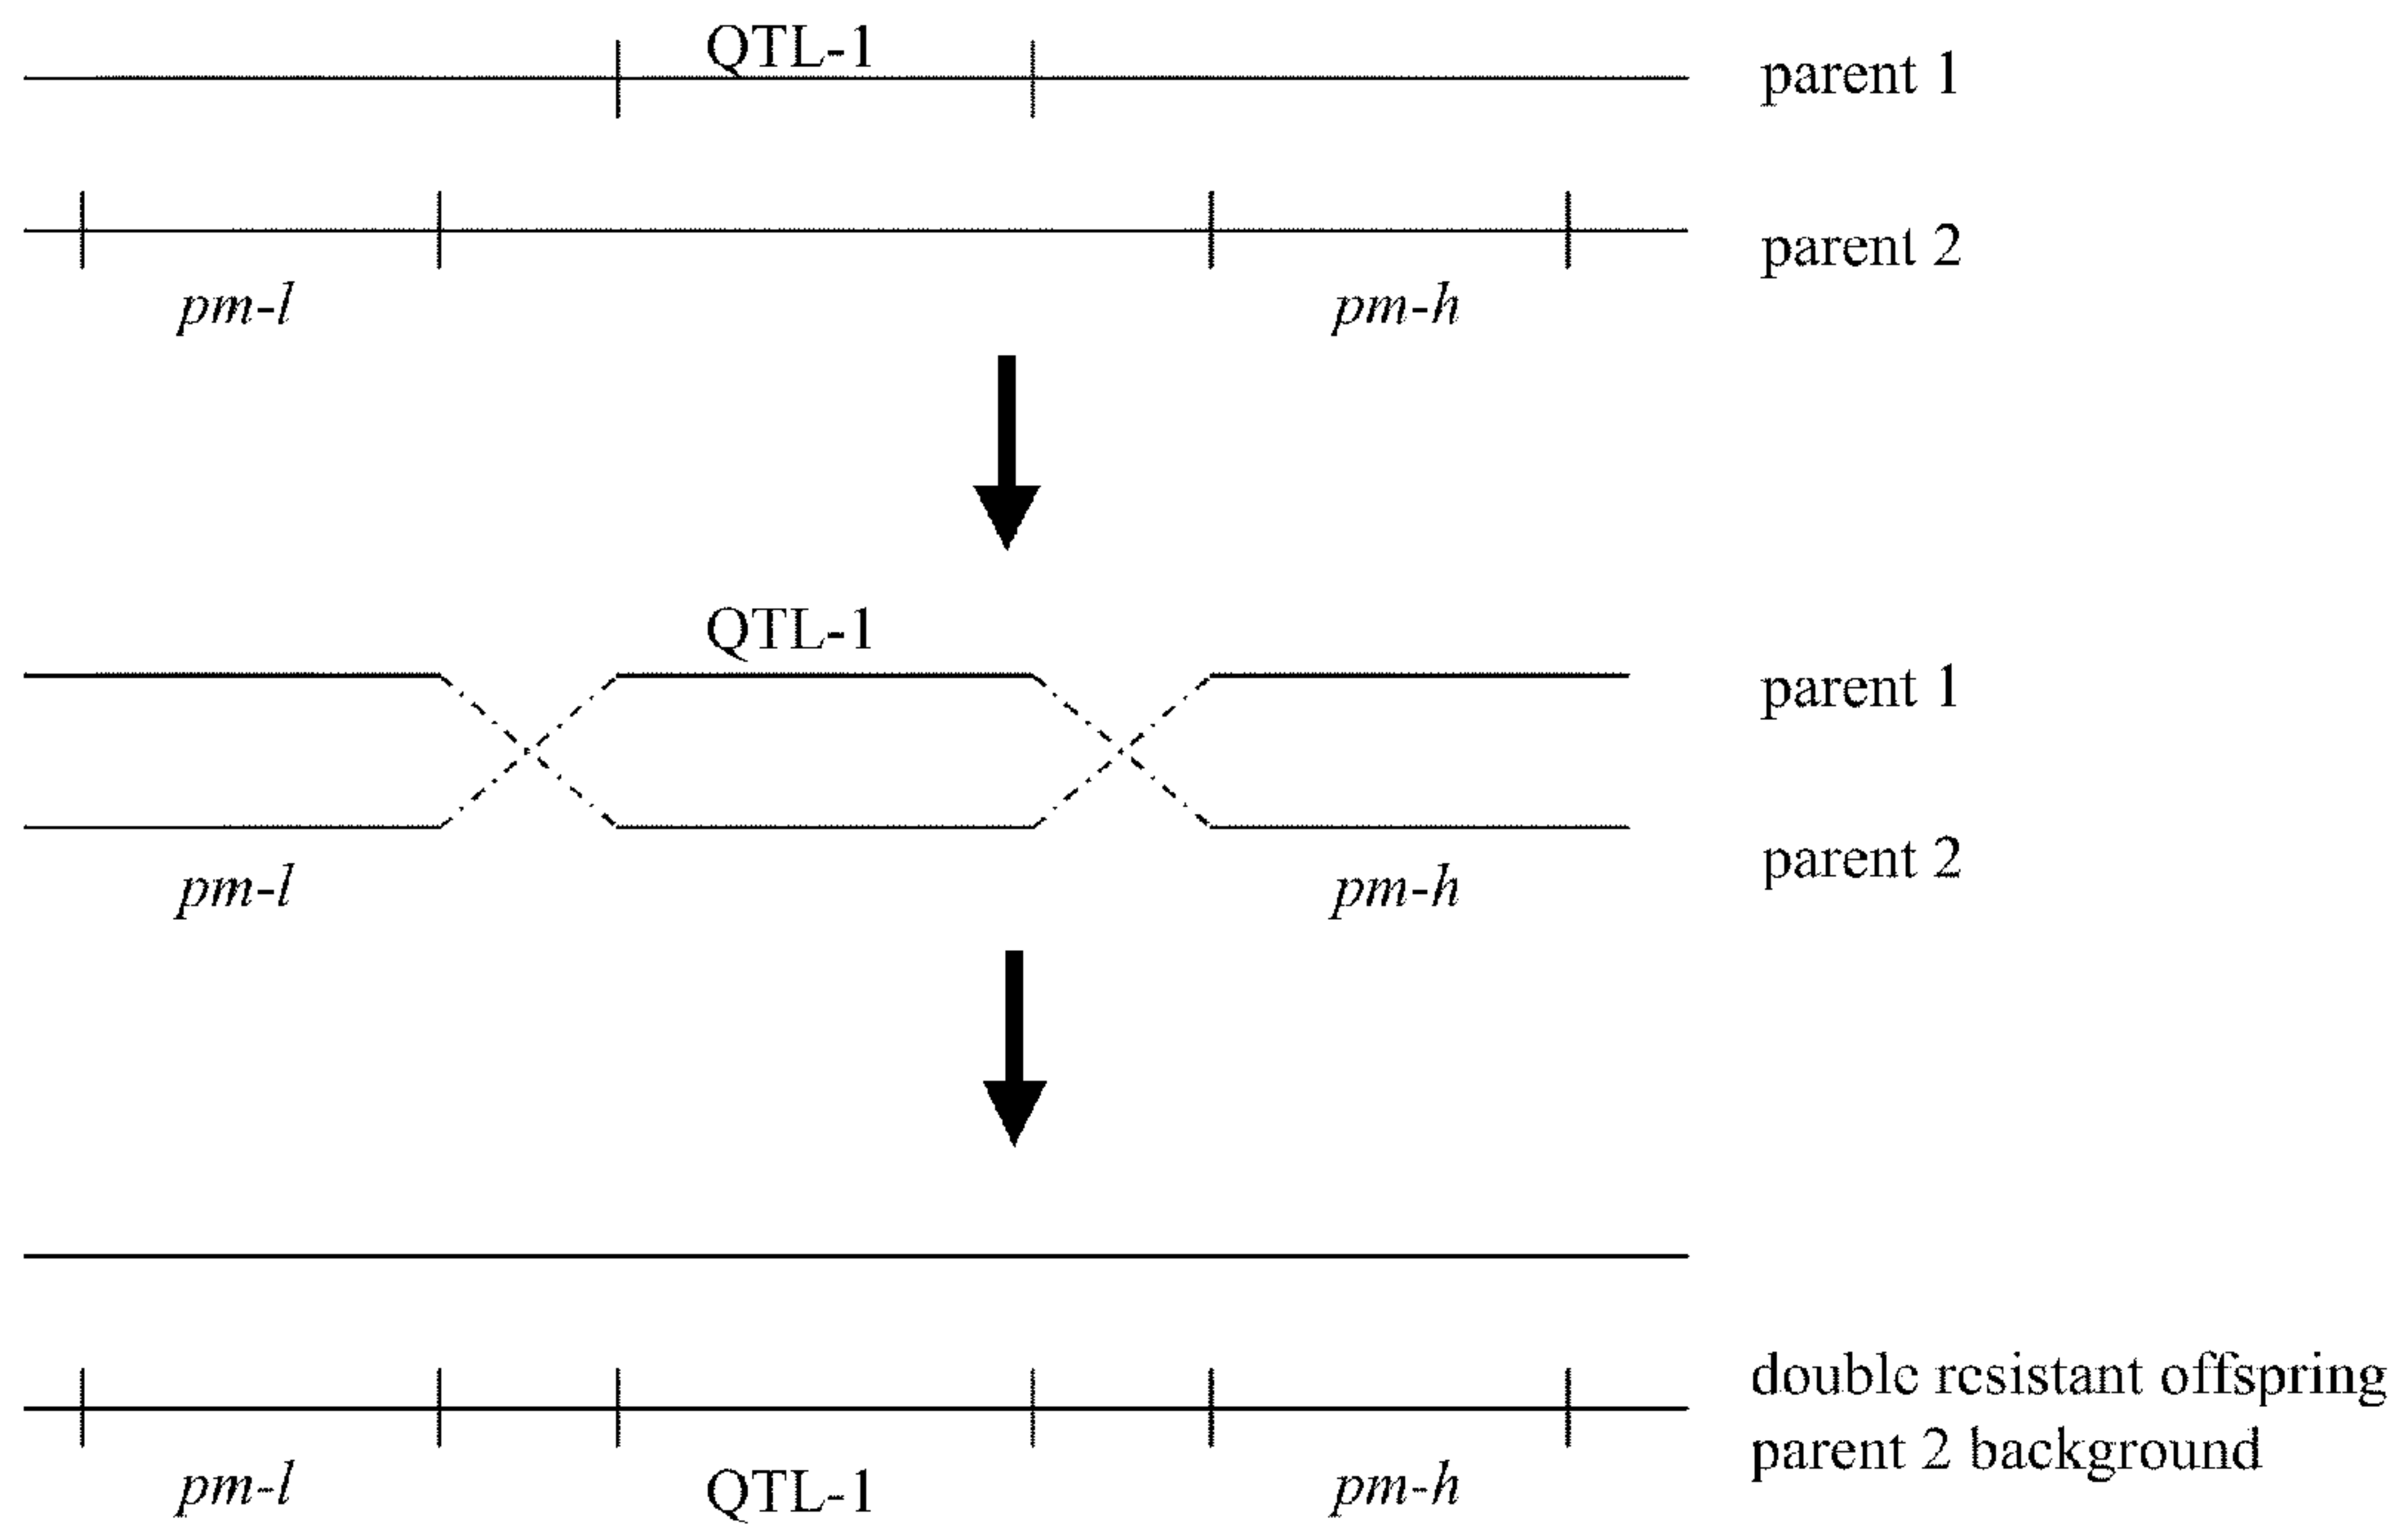 QTL-1
parent 1
parent 2
pm-l pm-h
QTL-1
parent 1
parent 2
pm-l pm-h
double resistant offspring
parent 2 background
pm-l QTL-1 pm-h